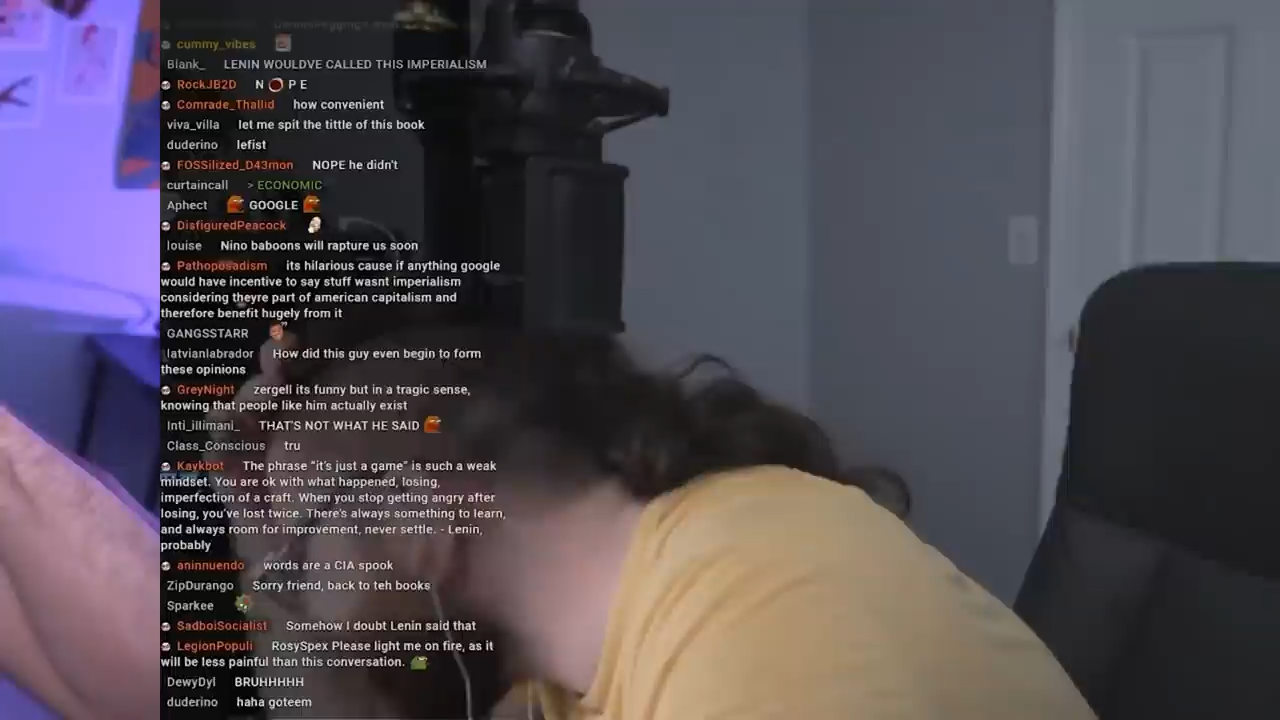 cummy_vibes
Blank_ LENIN WOULDVE CALLED THIS IMPERIALISM
RockJB2D N O P E
Comrade_Thallid how convenient
viva_villa let me spit the tittle of this book
duderino lefist
FOSSilized_D43mon NOPE he didn't
curtaincall > ECONOMIC
Aphect GOOGLE
DisfiguredPeacock
louise Nino baboons will rapture us soon
Pathoposadism its hilarious cause if anything google
would have incentive to say stuff wasnt imperialism
considering theyre part of american capitalism and
therefore benefit hugely from it
GANGSSTARR
latvianlabrador How did this guy even begin to form
these opinions
GreyNight zergell its funny but in a tragic sense,
knowing that people like him actually exist
Inti_illimani_ THAT'S NOT WHAT HE SAID
Class_Conscious tru
Kaykbot The phrase “it's just a game” is such a weak
mindset. You are ok with what happened, losing,
imperfection of a craft. When you stop getting angry after
losing, you've lost twice. There's always something to learn,
and always room for improvement, never settle. - Lenin,
probably
aninnuendo words are a CIA spook
ZipDurango Sorry friend, back to teh books
Sparkee
SadboiSocialist Somehow I doubt Lenin said that
LegionPopuli RosySpex Please light me on fire, as it
will be less painful than this conversation.
DewyDyl BRUHHHHH
duderino haha goteem